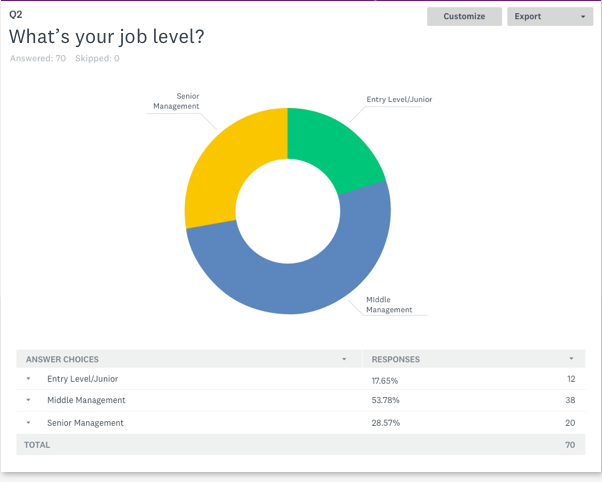 Q2
Customize
Export
What's your job level?
Answered: 70 Skipped: 0
Senior
Management
Entry Level/Junior
MIddle
Management
ANSWER CHOICES RESPONSES
Entry Level/Junior 17.65% 12
Middle Management 53.78% 38
Senior Management 28.57% 20
TOTAL 70